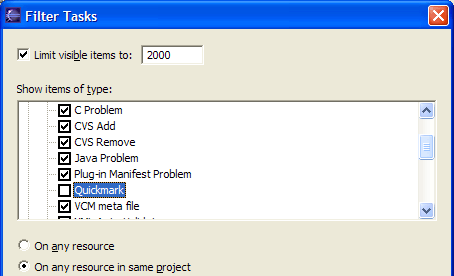 Filter Tasks
Limit visible items to: 2000
Show items of type:
C Problem
CVS Add
CVS Remove
Java Problem
Plug-in Manifest Problem
Quickmark
VCM meta file
On any resource
On any resource in same project